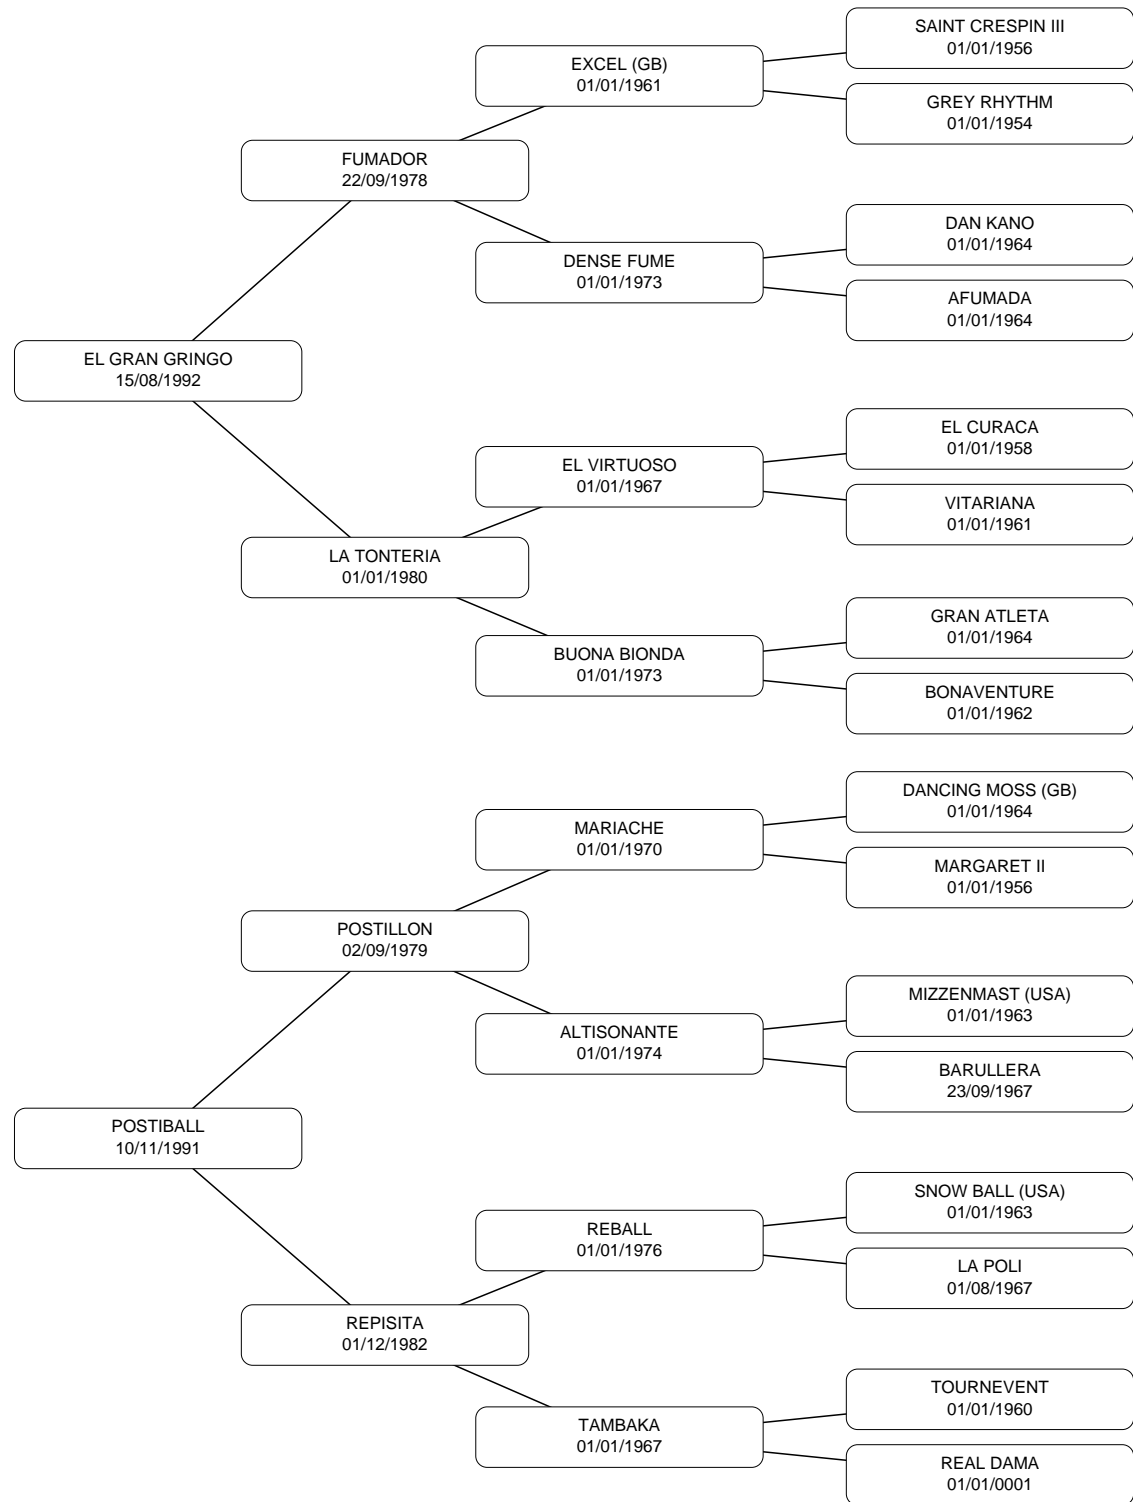 SAINT CRESPIN III
01/01/1956
EXCEL (GB)
01/01/1961
GREY RHYTHM
01/01/1954
FUMADOR
22/09/1978
DAN KANO
01/01/1964
DENSE FUME
01/01/1973
AFUMADA
01/01/1964
EL GRAN GRINGO
15/08/1992
EL CURACA
01/01/1958
EL VIRTUOSO
01/01/1967
VITARIANA
01/01/1961
LA TONTERIA
01/01/1980
GRAN ATLETA
01/01/1964
BUONA BIONDA
01/01/1973
BONAVENTURE
01/01/1962
DANCING MOSS (GB)
01/01/1964
MARIACHE
01/01/1970
MARGARET II
01/01/1956
POSTILLON
02/09/1979
MIZZENMAST (USA)
01/01/1963
ALTISONANTE
01/01/1974
BARULLERA
23/09/1967
POSTIBALL
10/11/1991
SNOW BALL (USA)
01/01/1963
REBALL
01/01/1976
LA POLI
01/08/1967
REPISITA
01/12/1982
TOURNEVENT
01/01/1960
TAMBAKA
01/01/1967
REAL DAMA
01/01/0001